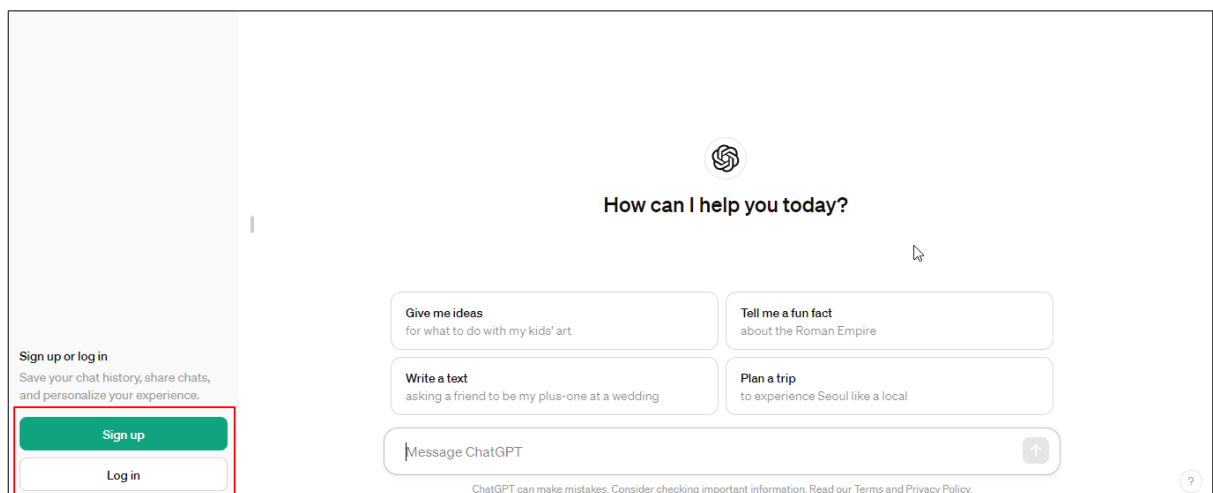 How can I help you today?
Give me ideas
for what to do with my kids' art
Tell me a fun fact
about the Roman Empire
Write a text
asking a friend to be my plus-one at a wedding
Plan a trip
to experience Seoul like a local
Sign up or log in
Save your chat history, share chats,
and personalize your experience.
Sign up
Log in
Message ChatGPT
ChatGPT can make mistakes. Consider checking important information. Read our Terms and Privacy Policy.
?